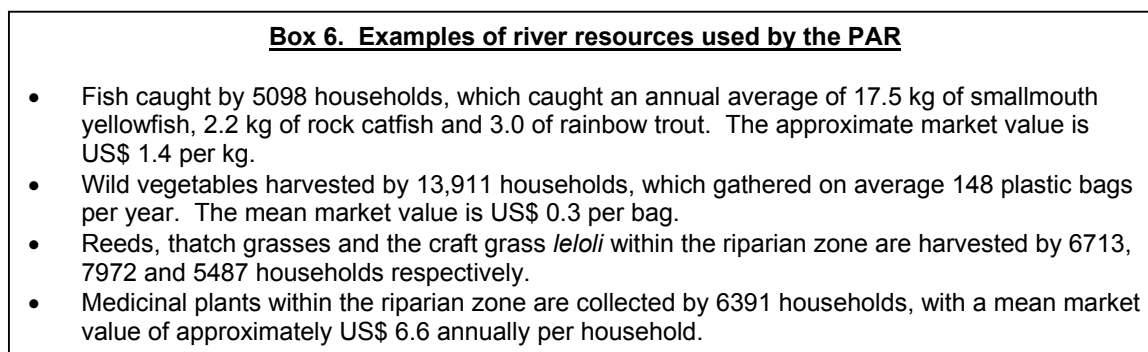 Box 6. Examples of river resources used by the PAR
• Fish caught by 5098 households, which caught an annual average of 17.5 kg of smallmouth
yellowfish, 2.2 kg of rock catfish and 3.0 of rainbow trout. The approximate market value is
US$ 1.4 per kg.
• Wild vegetables harvested by 13,911 households, which gathered on average 148 plastic bags
per year. The mean market value is US$ 0.3 per bag.
• Reeds, thatch grasses and the craft grass leloli within the riparian zone are harvested by 6713,
7972 and 5487 households respectively.
• Medicinal plants within the riparian zone are collected by 6391 households, with a mean market
value of approximately US$ 6.6 annually per household.